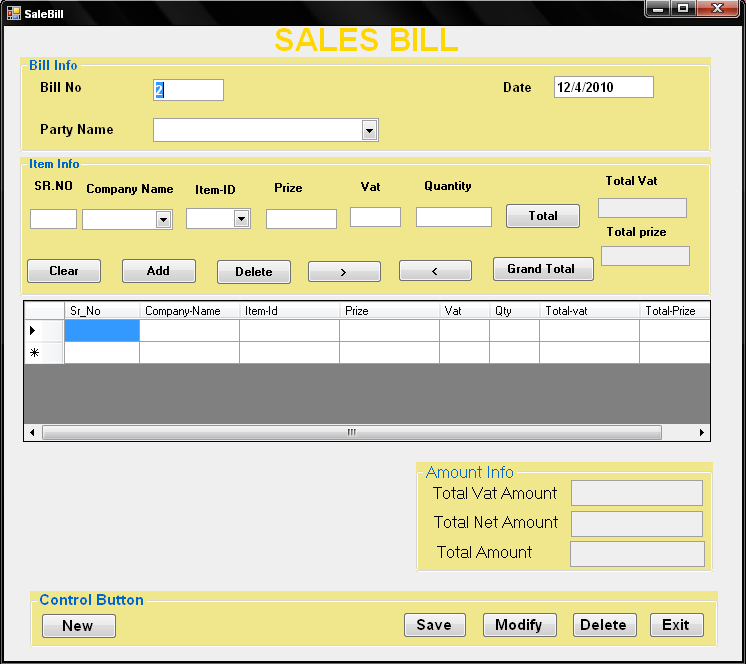 SaleBill
SALES BILL
Bill Info
Bill No 2 Date 12/4/2010
Party Name
Item Info
SR.NO Company Name Item-ID Prize Vat Quantity Total Vat
Total
Total prize
Clear Add Delete > < Grand Total
Sr_No Company-Name Item-Id Prize Vat Qty Total-vat Total-Prize
Amount Info
Total Vat Amount
Total Net Amount
Total Amount
Control Button
New Save Modify Delete Exit